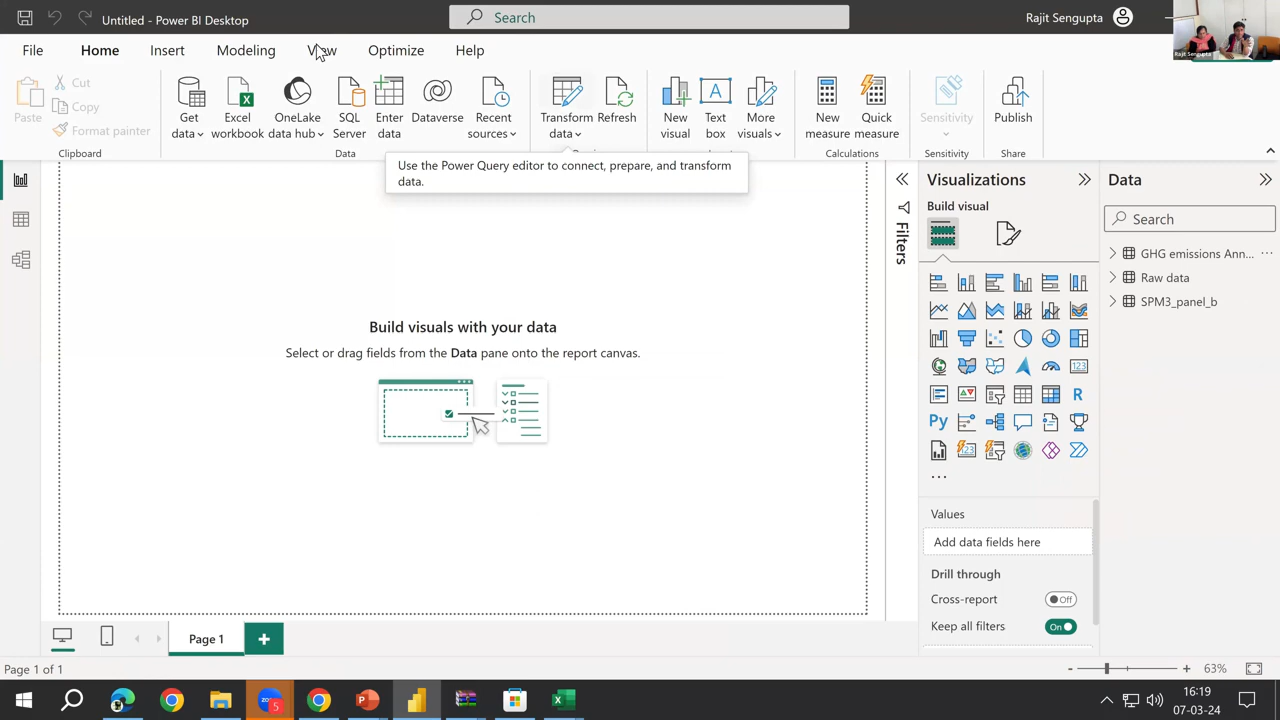 Untitled - Power BI Desktop
Search
Rajit Sengupta
Rajit Sengupta
File
Home
Insert
Modeling
View
Optimize
Help
Paste
Cut
Copy
Format painter
Clipboard
Get data
Excel workbook
OneLake data hub
SQL Server
Enter data
Dataverse
Recent sources
Data
Transform data
Refresh
New visual
Text box
More visuals
New measure
Quick measure
Calculations
Sensitivity
Sensitivity
Publish
Share
Use the Power Query editor to connect, prepare, and transform
data.
Build visuals with your data
Select or drag fields from the Data pane onto the report canvas.
Filters
Visualizations
Build visual
123
R
Py
123
...
Values
Add data fields here
Drill through
Cross-report
Off
Keep all filters
On
Data
Search
GHG emissions Ann...
Raw data
SPM3_panel_b
Page 1
Page 1 of 1
63%
zoom
5
16:19
07-03-24